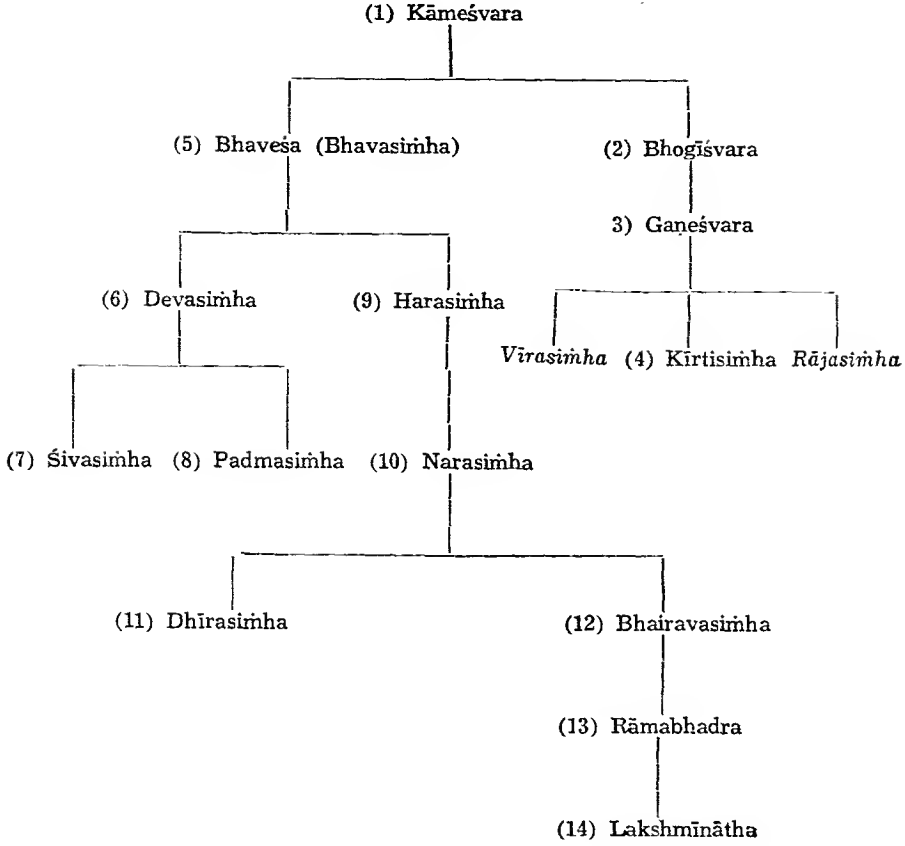 (1) Kāmeśvara
(5) Bhaveśa (Bhavasiṁha)
(2) Bhogīśvara
3) Gaṇeśvara
(6) Devasiṁha
(9) Harasiṁha
Vīrasiṁha (4) Kīrtisiṁha Rājasiṁha
(7) Śivasiṁha (8) Padmasiṁha (10) Narasiṁha
(11) Dhīrasiṁha
(12) Bhairavasiṁha
(13) Rāmabhadra
(14) Lakshmīnātha